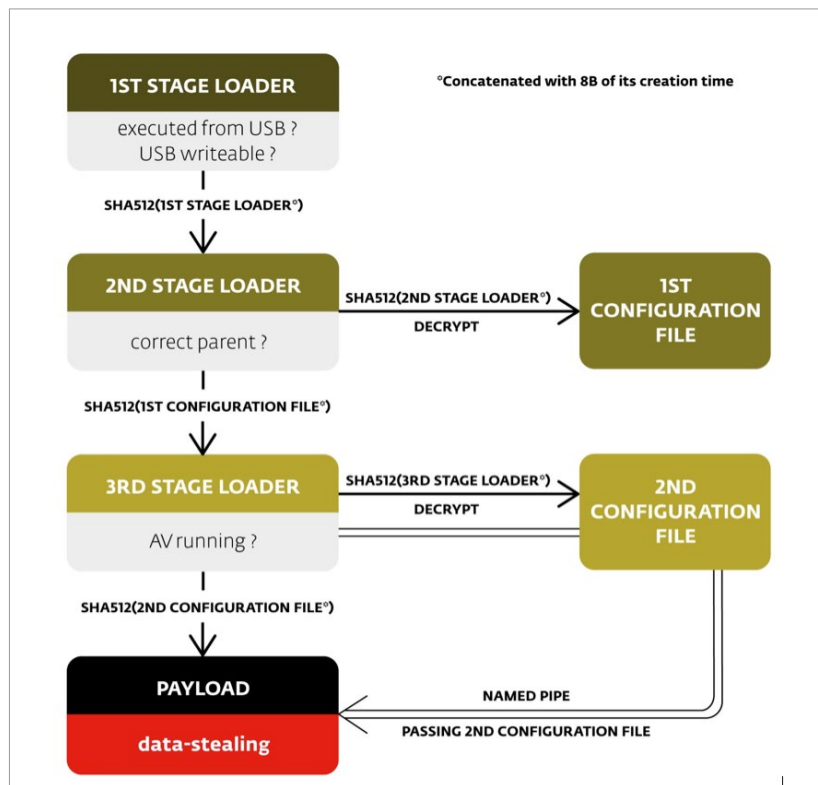 1ST STAGE LOADER
executed from USB ?
USB writeable ?
°Concatenated with 8B of its creation time
SHA512(1ST STAGE LOADER°)
2ND STAGE LOADER
correct parent ?
SHA512(2ND STAGE LOADER°)
DECRYPT
1ST
CONFIGURATION
FILE
SHA512(1ST CONFIGURATION FILE°)
3RD STAGE LOADER
AV running ?
SHA512(3RD STAGE LOADER°)
DECRYPT
2ND
CONFIGURATION
FILE
SHA512(2ND CONFIGURATION FILE°)
PAYLOAD
data-stealing
NAMED PIPE
PASSING 2ND CONFIGURATION FILE